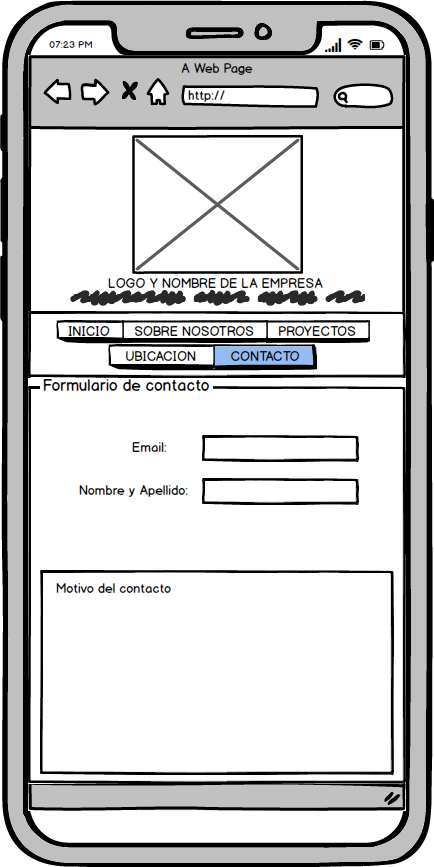 07:23 PM
A Web Page
http://
LOGO Y NOMBRE DE LA EMPRESA
INICIO SOBRE NOSOTROS PROYECTOS
UBICACION CONTACTO
Formulario de contacto
Email:
Nombre y Apellido:
Motivo del contacto